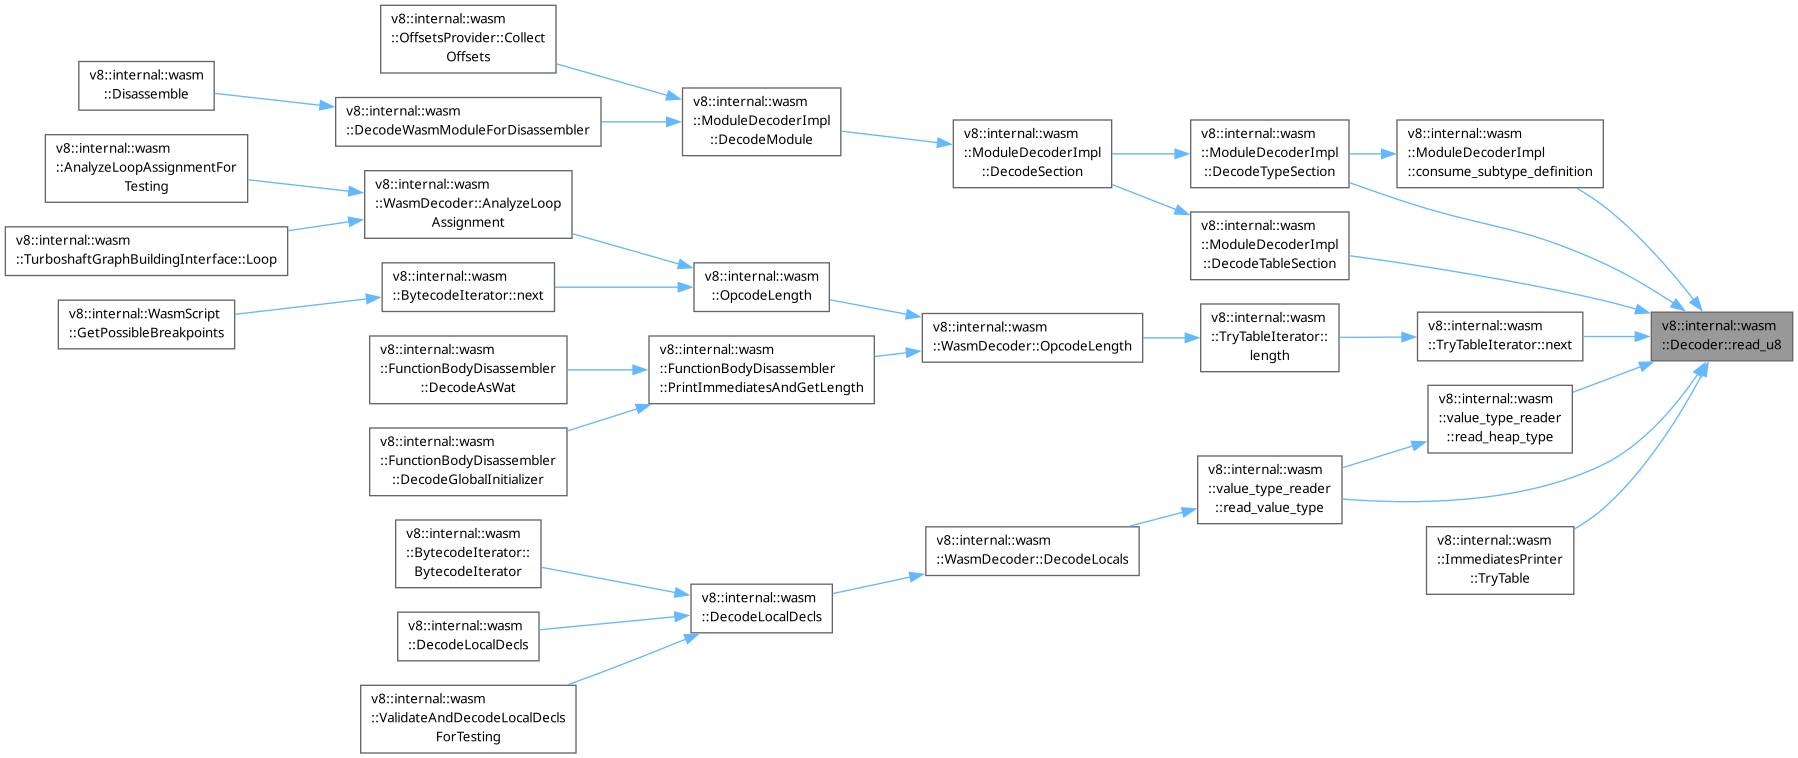 v8::internal::wasm
::OffsetsProvider::Collect
Offsets
v8::internal::wasm
::Disassemble
v8::internal::wasm
::DecodeWasmModuleForDisassembler
v8::internal::wasm
::ModuleDecoderImpl
::DecodeModule
v8::internal::wasm
::ModuleDecoderImpl
::DecodeSection
v8::internal::wasm
::ModuleDecoderImpl
::DecodeTypeSection
v8::internal::wasm
::ModuleDecoderImpl
::consume_subtype_definition
v8::internal::wasm
::AnalyzeLoopAssignmentFor
Testing
v8::internal::wasm
::WasmDecoder::AnalyzeLoop
Assignment
v8::internal::wasm
::ModuleDecoderImpl
::DecodeTableSection
v8::internal::wasm
::TurboshaftGraphBuildingInterface::Loop
v8::internal::wasm
::BytecodeIterator::next
v8::internal::wasm
::OpcodeLength
v8::internal::WasmScript
::GetPossibleBreakpoints
v8::internal::wasm
::WasmDecoder::OpcodeLength
v8::internal::wasm
::TryTableIterator::
length
v8::internal::wasm
::TryTableIterator::next
v8::internal::wasm
::Decoder::read_u8
v8::internal::wasm
::FunctionBodyDisassembler
::DecodeAsWat
v8::internal::wasm
::FunctionBodyDisassembler
::PrintImmediatesAndGetLength
v8::internal::wasm
::value_type_reader
::read_heap_type
v8::internal::wasm
::FunctionBodyDisassembler
::DecodeGlobalInitializer
v8::internal::wasm
::value_type_reader
::read_value_type
v8::internal::wasm
::BytecodeIterator::
BytecodeIterator
v8::internal::wasm
::WasmDecoder::DecodeLocals
v8::internal::wasm
::ImmediatesPrinter
::TryTable
v8::internal::wasm
::DecodeLocalDecls
v8::internal::wasm
::DecodeLocalDecls
v8::internal::wasm
::ValidateAndDecodeLocalDecls
ForTesting